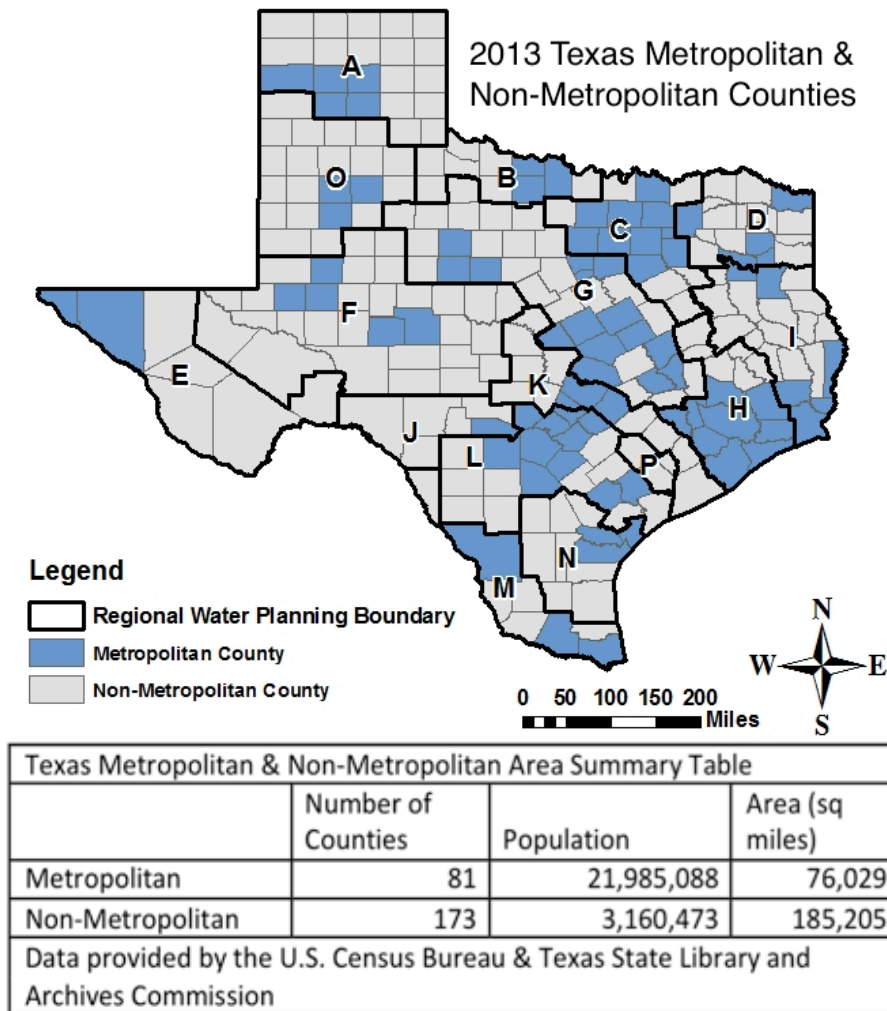 2013 Texas Metropolitan &
Non-Metropolitan Counties
A
O
B
C
D
G
F
I
E
K
H
J
L
P
N
M
Legend
Regional Water Planning Boundary
Metropolitan County
Non-Metropolitan County
N
W E
S
0 50 100 150 200
Miles
Texas Metropolitan & Non-Metropolitan Area Summary Table
Number of Counties Population Area (sq miles)
Metropolitan 81 21,985,088 76,029
Non-Metropolitan 173 3,160,473 185,205
Data provided by the U.S. Census Bureau & Texas State Library and
Archives Commission